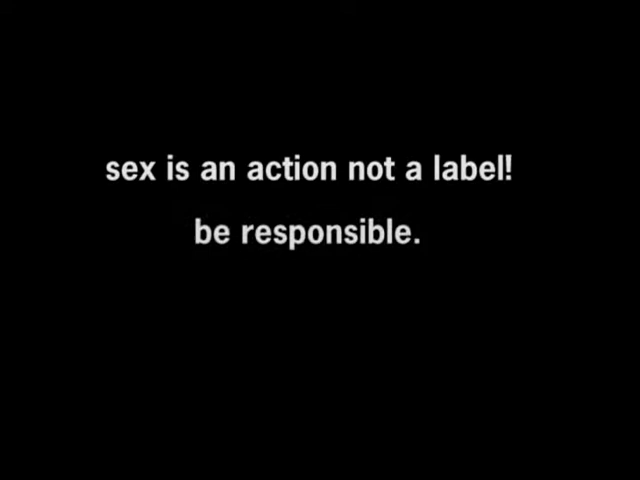 sex is an action not a label!
be responsible.